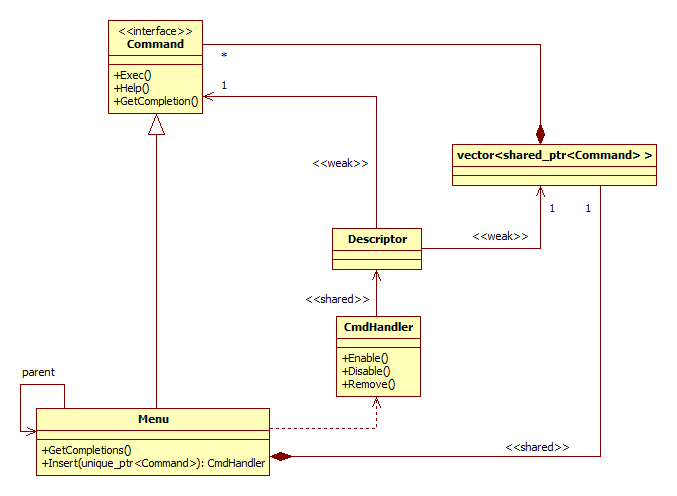 <<interface>>
Command
+Exec()
+Help()
+GetCompletion()
*
1
vector<shared_ptr<Command> >
<<weak>>
1
1
Descriptor
<<weak>>
<<shared>>
CmdHandler
+Enable()
+Disable()
+Remove()
parent
Menu
+GetCompletions()
+Insert(unique_ptr<Command>): CmdHandler
<<shared>>